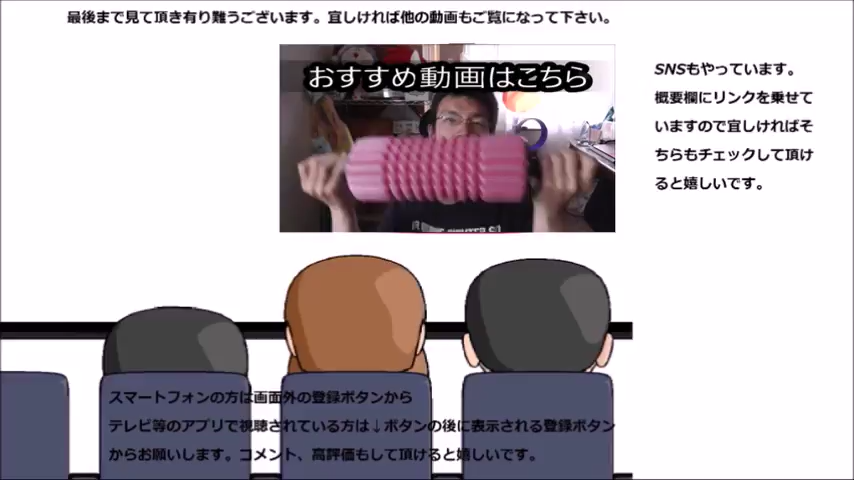 最後まで見て頂き有り難うございます。宜しければ他の動画もご覧になって下さい。
おすすめ動画はこちら
SNSもやっています。
概要欄にリンクを乗せて
いますので宜しければそ
ちらもチェックして頂け
ると嬉しいです。
スマートフォンの方は画面外の登録ボタンから
テレビ等のアプリで視聴されている方は↓ボタンの後に表示される登録ボタン
からお願いします。コメント、高評価もして頂けると嬉しいです。